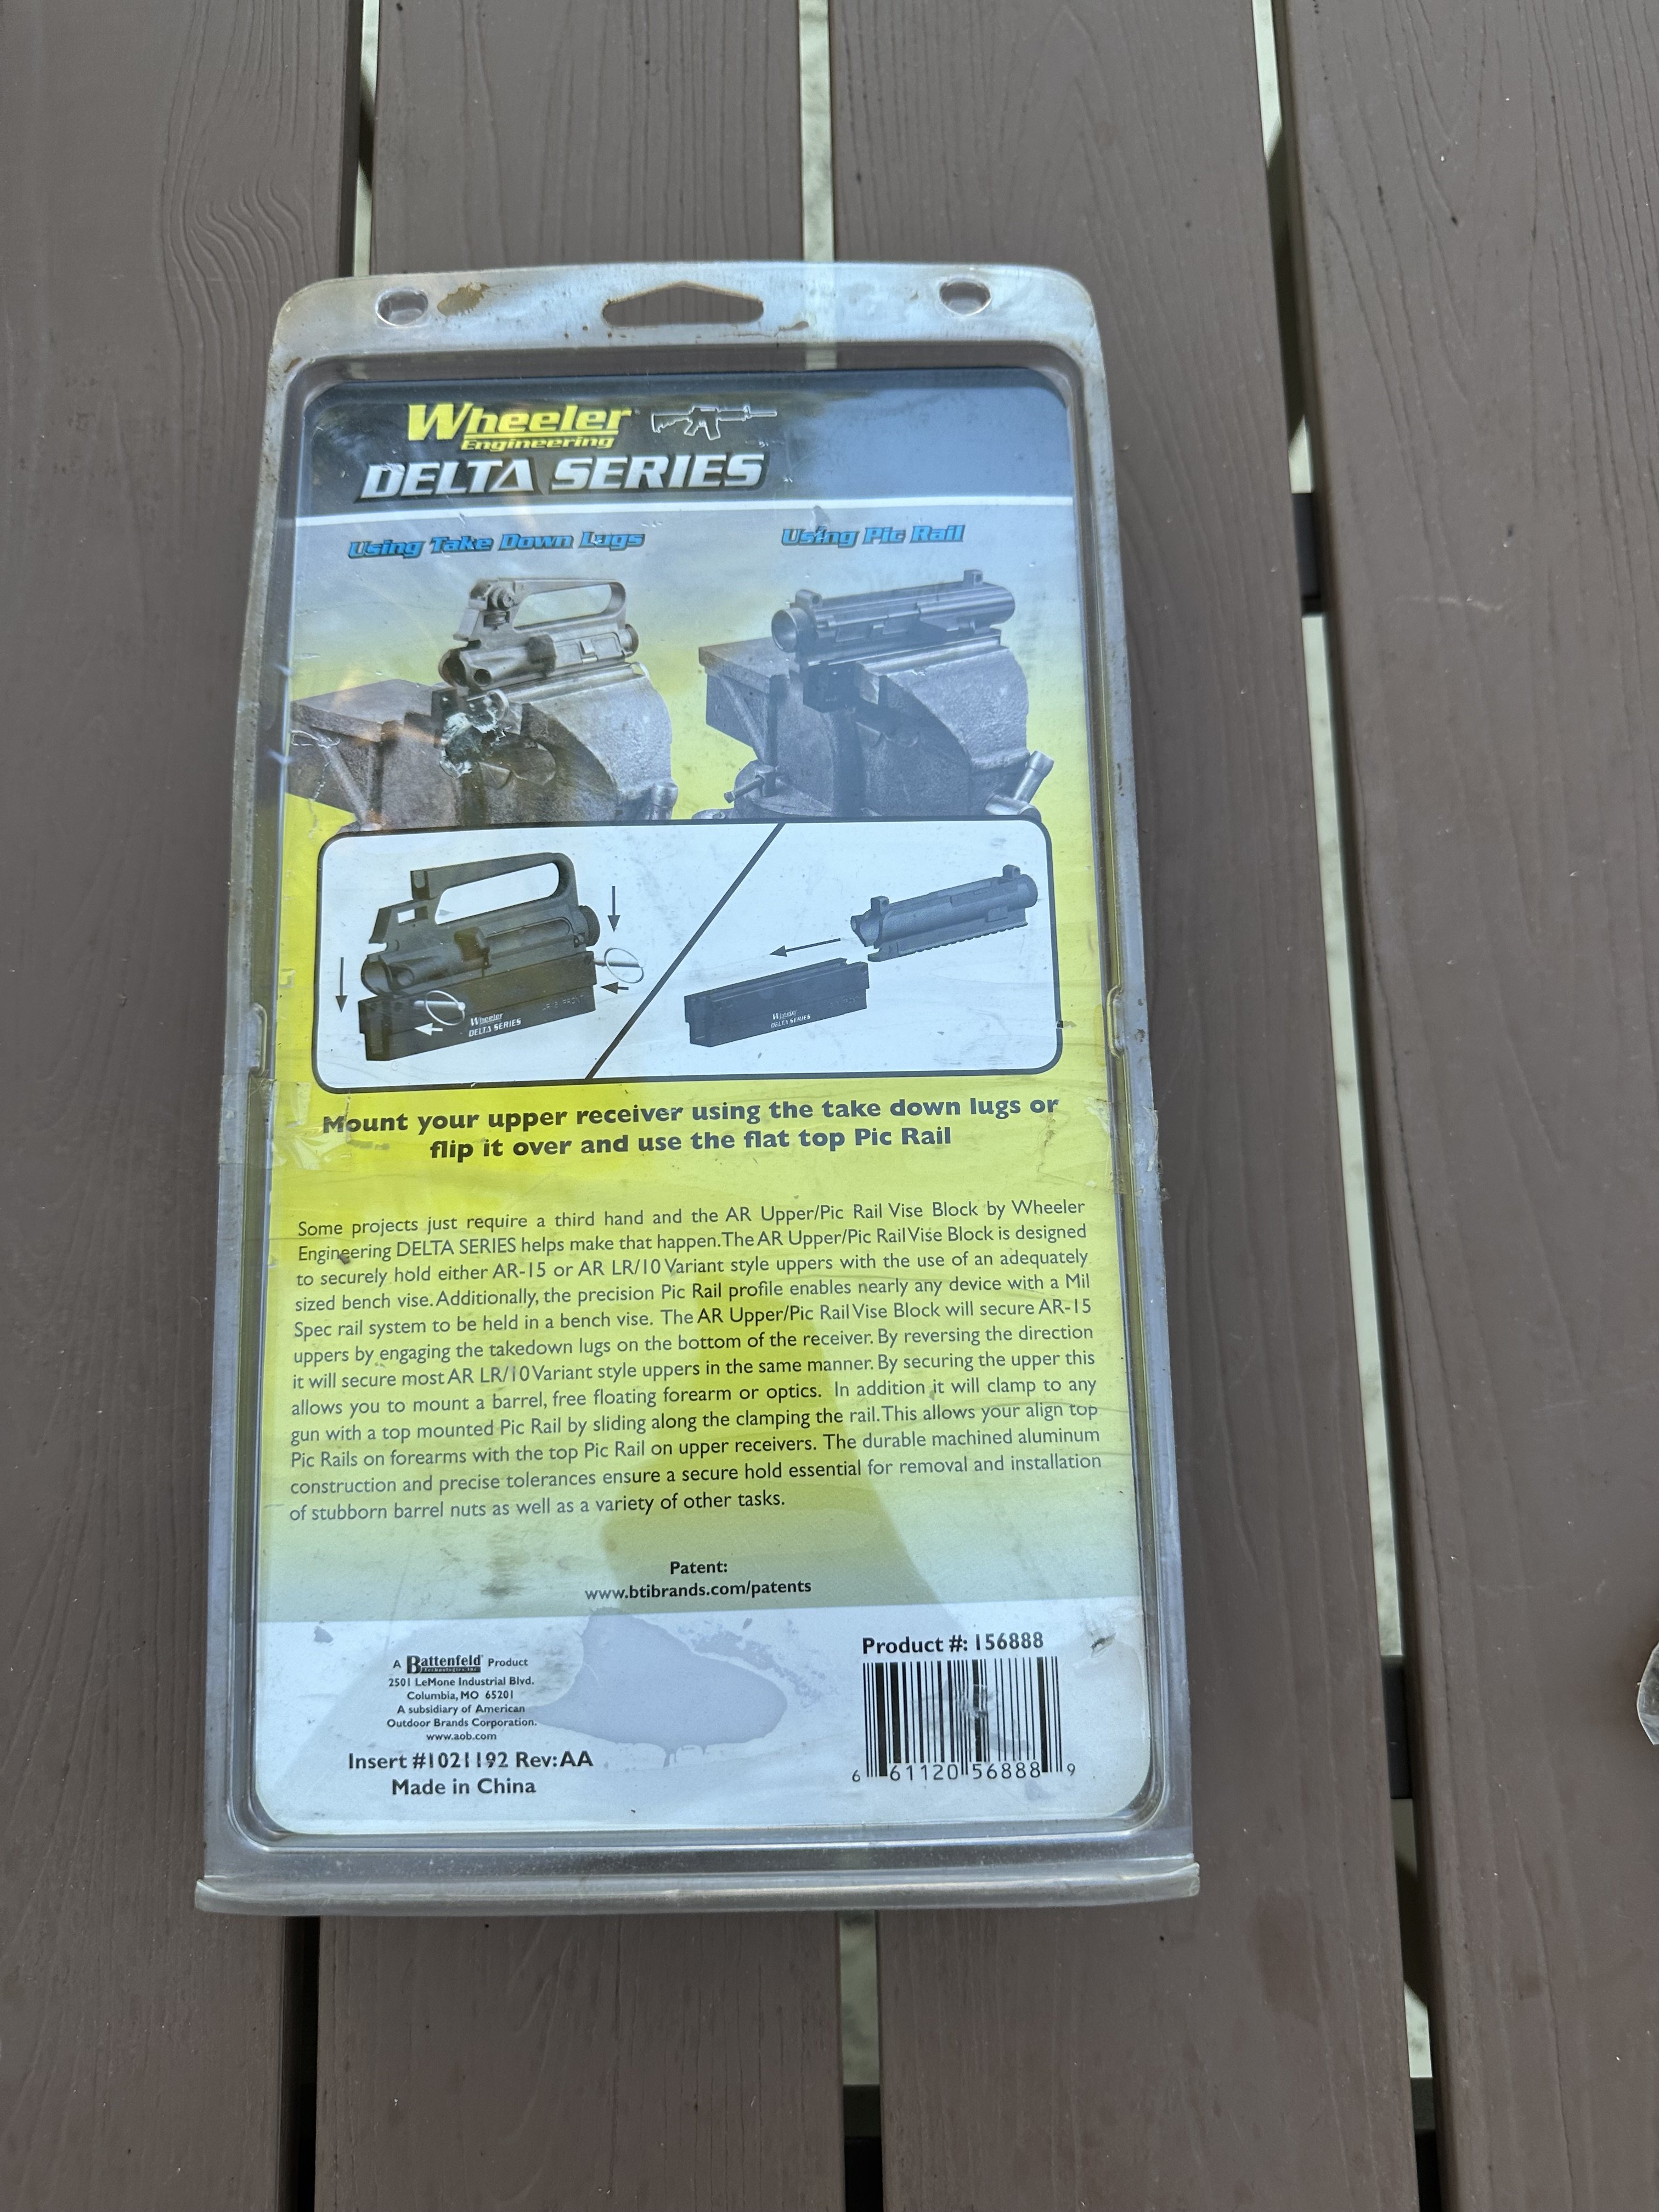 Wheeler
Engineering
DELTA SERIES
Using Take Down Lugs
Using Pic Rail
Wheeler
DELTA SERIES
Wheeler
DELTA SERIES
Mount your upper receiver using the take down lugs or
flip it over and use the flat top Pic Rail
Some projects just require a third hand and the AR Upper/Pic Rail Vise Block by Wheeler
Engineering DELTA SERIES helps make that happen. The AR Upper/Pic Rail Vise Block is designed
to securely hold either AR-15 or AR LR/10 Variant style uppers with the use of an adequately
sized bench vise. Additionally, the precision Pic Rail profile enables nearly any device with a Mil
Spec rail system to be held in a bench vise. The AR Upper/Pic Rail Vise Block will secure AR-15
uppers by engaging the takedown lugs on the bottom of the receiver. By reversing the direction
it will secure most AR LR/10 Variant style uppers in the same manner. By securing the upper this
allows you to mount a barrel, free floating forearm or optics. In addition it will clamp to any
gun with a top mounted Pic Rail by sliding along the clamping the rail. This allows your align top
Pic Rails on forearms with the top Pic Rail on upper receivers. The durable machined aluminum
construction and precise tolerances ensure a secure hold essential for removal and installation
of stubborn barrel nuts as well as a variety of other tasks.
Patent:
www.btibrands.com/patents
A Battenfeld Product
Technologies Inc
2501 LeMone Industrial Blvd.
Columbia, MO 65201
A subsidiary of American
Outdoor Brands Corporation.
www.aob.com
Insert #1021192 Rev:AA
Made in China
Product #: 156888
6 61120 56888 9